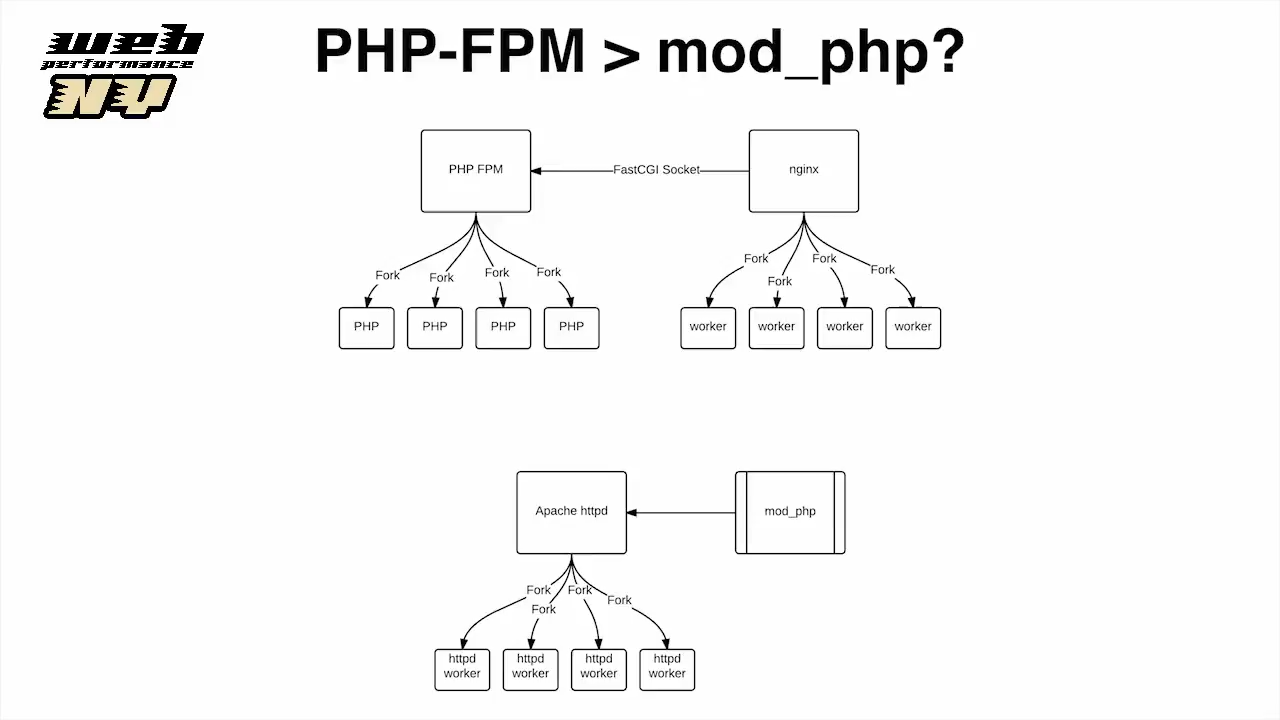 web
performance
NY
PHP-FPM > mod_php?
PHP FPM
FastCGI Socket
nginx
Fork
Fork
Fork
Fork
Fork
Fork
Fork
Fork
PHP
PHP
PHP
PHP
worker
worker
worker
worker
Apache httpd
mod_php
Fork
Fork
Fork
Fork
httpd
worker
httpd
worker
httpd
worker
httpd
worker